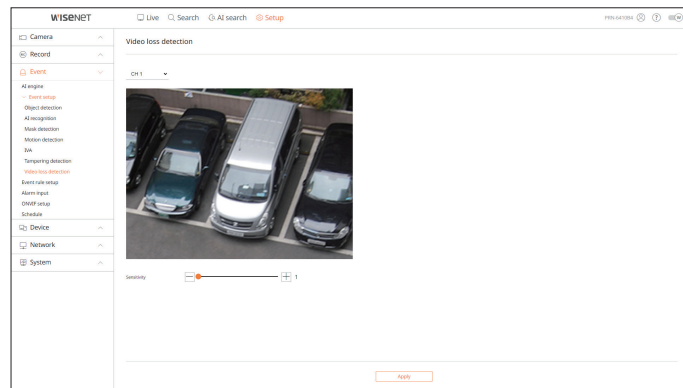 WISENET
Live Search AI search Setup
PRN-6410B4
Camera
Record
Event
AI engine
Event setup
Object detection
AI recognition
Mask detection
Motion detection
IVA
Tampering detection
Video loss detection
Event rule setup
Alarm input
ONVIF setup
Schedule
Device
Network
System
Video loss detection
CH 1
Sensitivity
1
Apply